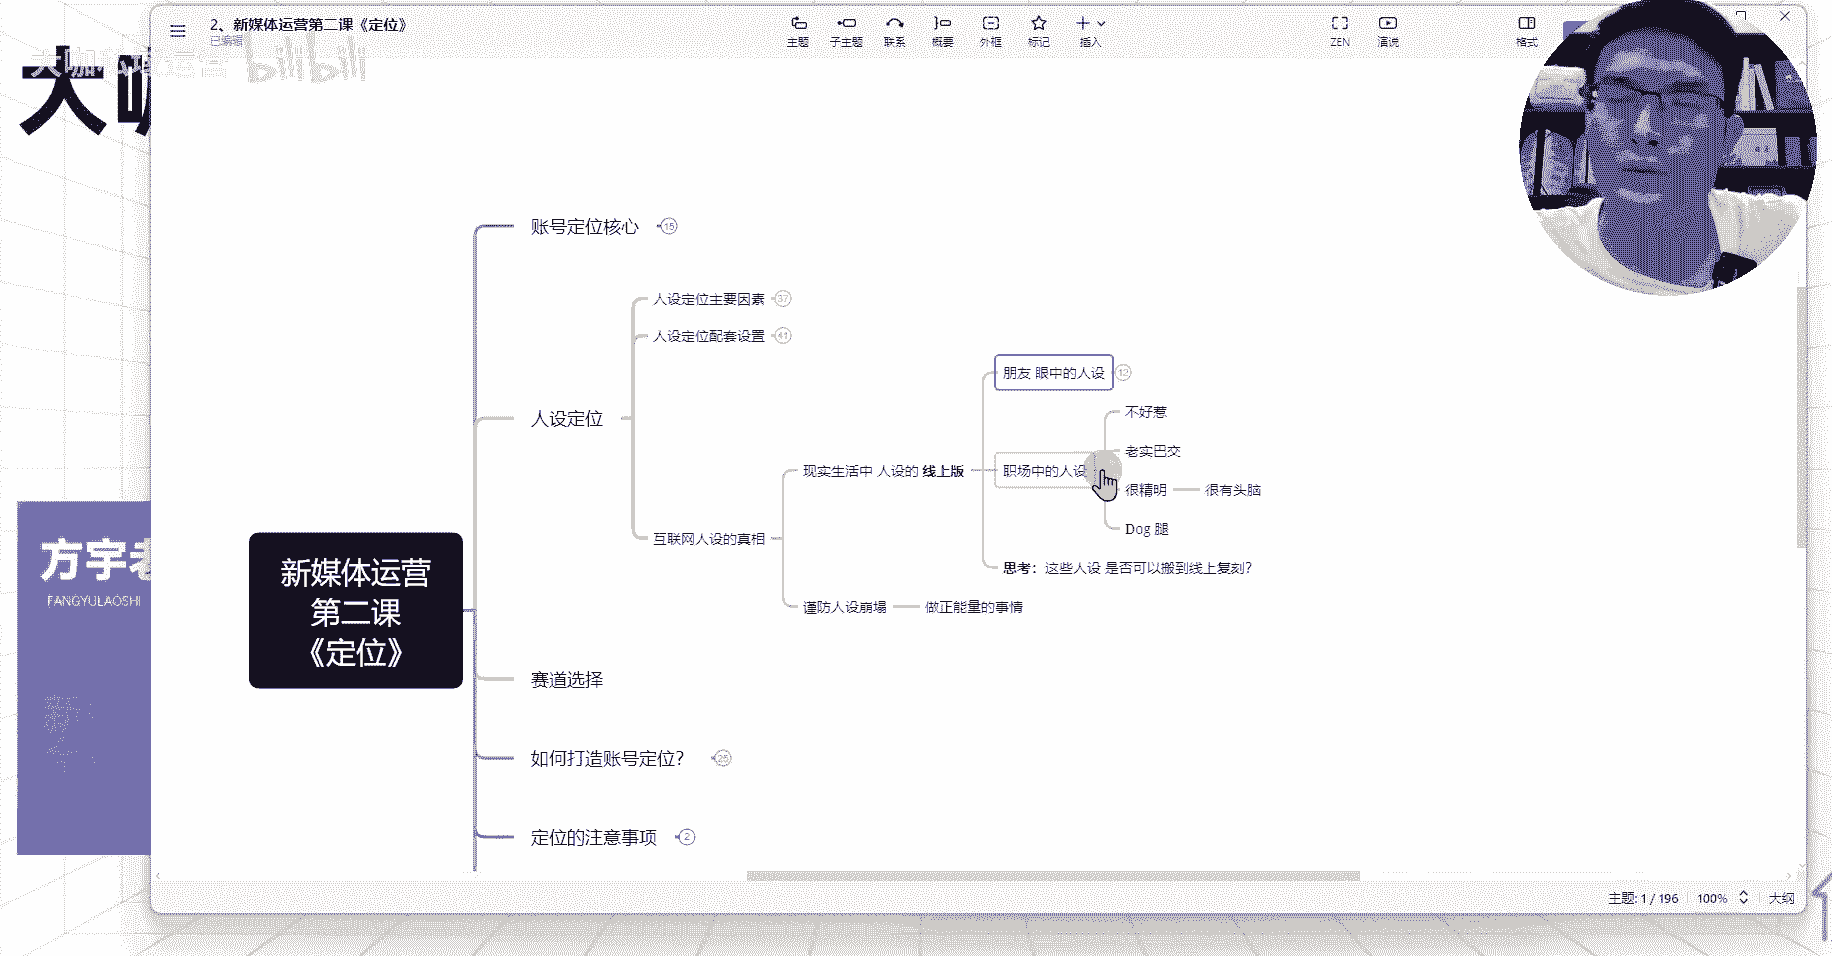 2、新媒体运营第二课《定位》
已编辑
主题
子主题
联系
概要
外框
标记
插入
ZEN
演说
格式
bilibili
方宇老
FANGYULAOSHI
新媒体运营
第二课
《定位》
账号定位核心 15
人设定位
人设定位主要因素 37
人设定位配套设置 41
互联网人设的真相
现实生活中 人设的 线上版
朋友 眼中的人设 12
职场中的人设
不好惹
老实巴交
很精明
很有头脑
Dog 腿
思考：这些人设 是否可以搬到线上复刻？
谨防人设崩塌
做正能量的事情
赛道选择
如何打造账号定位？ 25
定位的注意事项 2
主题: 1 / 196
100%
大纲